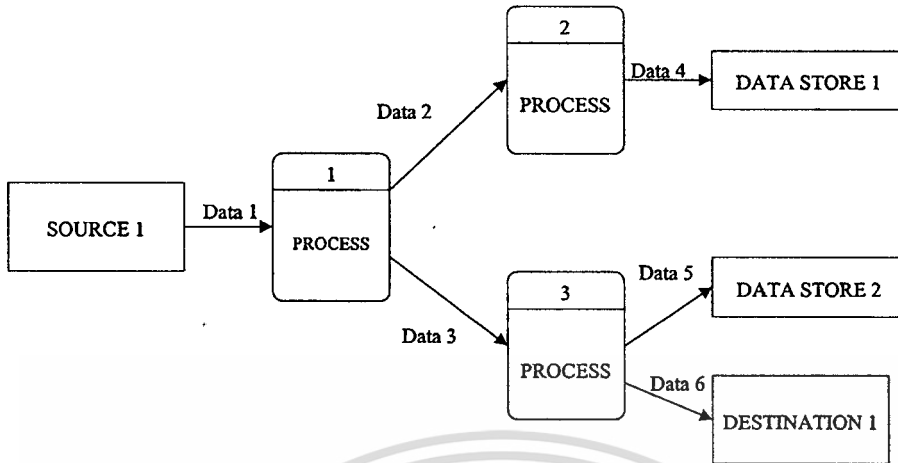 2
PROCESS
Data 4
DATA STORE 1
Data 2
1
PROCESS
SOURCE 1
Data 1
Data 3
3
PROCESS
Data 5
DATA STORE 2
Data 6
DESTINATION 1